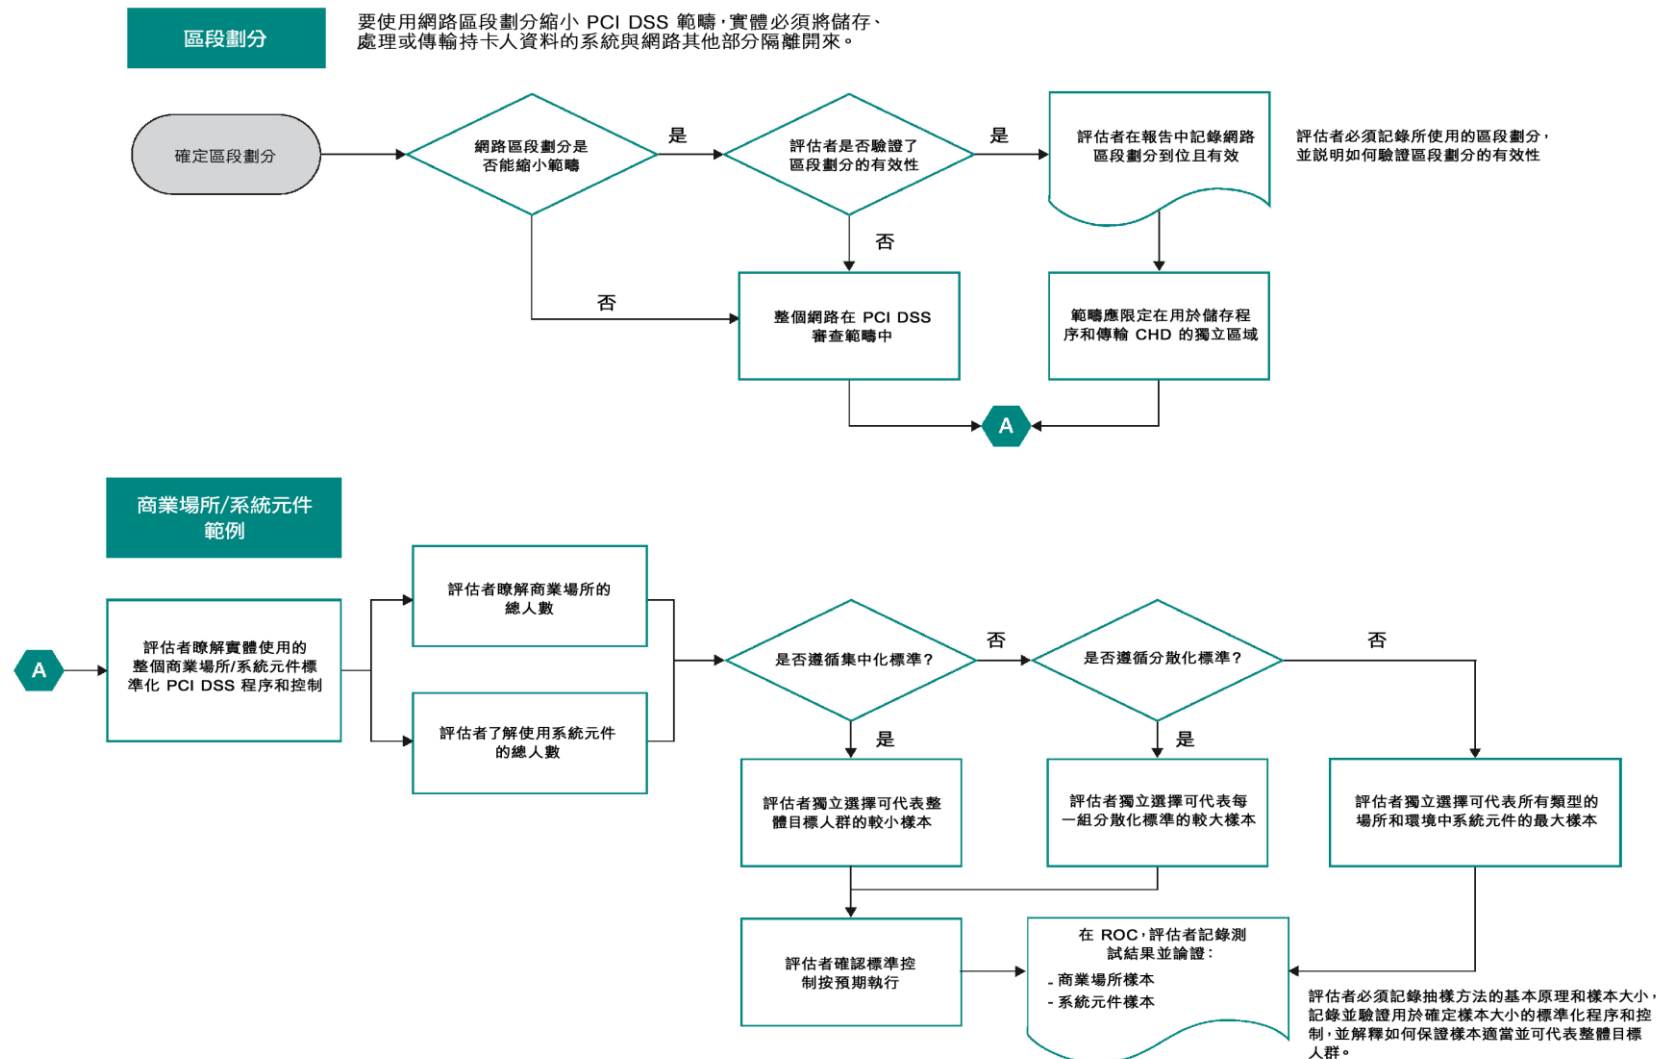 區段劃分
要使用網路區段劃分縮小 PCI DSS 範疇，實體必須將儲存、
處理或傳輸持卡人資料的系統與網路其他部分隔離開來。
確定區段劃分
網路區段劃分是
否能縮小範疇
是
評估者是否驗證了
區段劃分的有效性
是
評估者在報告中記錄網路
區段劃分到位且有效
評估者必須記錄所使用的區段劃分，
並説明如何驗證區段劃分的有效性
否
否
整個網路在 PCI DSS
審查範疇中
範疇應限定在用於儲存程
序和傳輸 CHD 的獨立區域
A
商業場所/系統元件
範例
A
評估者瞭解實體使用的
整個商業場所/系統元件標
準化 PCI DSS 程序和控制
評估者瞭解商業場所的
總人數
評估者了解使用系統元件
的總人數
是否遵循集中化標準？
否
是否遵循分散化標準？
否
是
是
評估者獨立選擇可代表整
體目標人群的較小樣本
評估者獨立選擇可代表每
一組分散化標準的較大樣本
評估者獨立選擇可代表所有類型的
場所和環境中系統元件的最大樣本
評估者確認標準控
制按預期執行
在 ROC，評估者記錄測
試結果並論證：
- 商業場所樣本
- 系統元件樣本
評估者必須記錄抽樣方法的基本原理和樣本大小，
記錄並驗證用於確定樣本大小的標準化程序和控
制，並解釋如何保證樣本適當並可代表整體目標
人群。